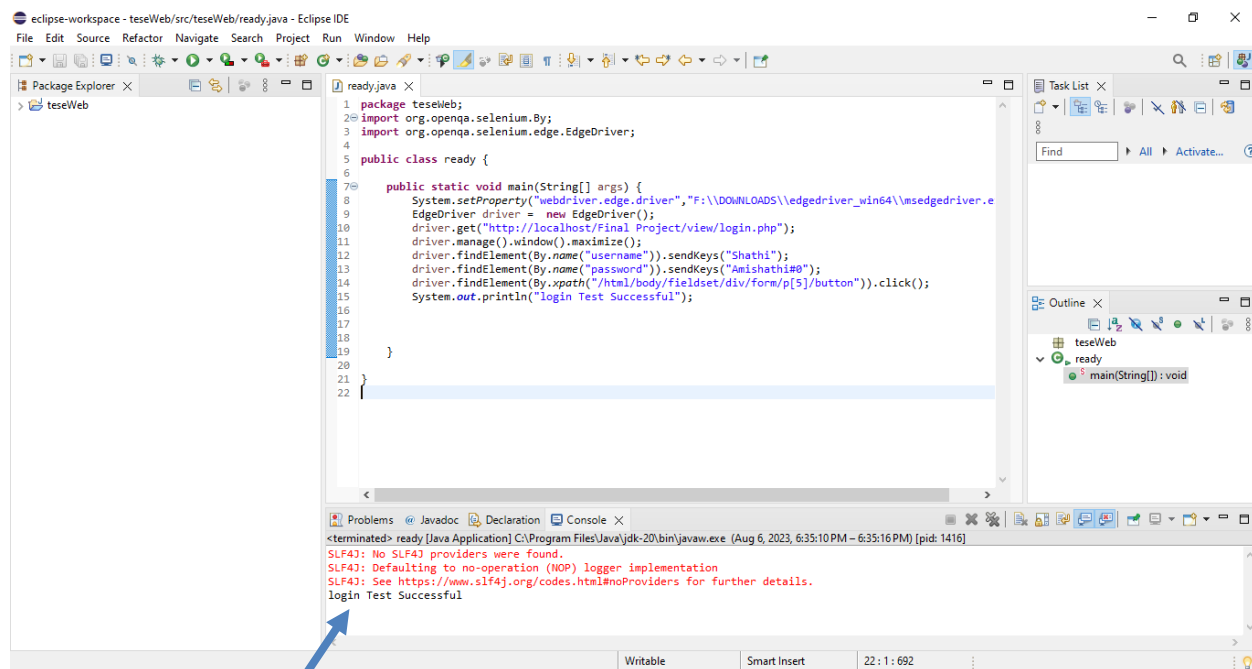 eclipse-workspace - teseWeb/src/teseWeb/ready.java - Eclipse IDE
File Edit Source Refactor Navigate Search Project Run Window Help
Package Explorer
teseWeb
ready.java
1 package teseWeb;
2 import org.openqa.selenium.By;
3 import org.openqa.selenium.edge.EdgeDriver;
4
5 public class ready {
6
7 public static void main(String[] args) {
8 System.setProperty("webdriver.edge.driver","F:\\DOWNLOADS\\edgedriver_win64\\msedgedriver.e
9 EdgeDriver driver = new EdgeDriver();
10 driver.get("http://localhost/Final Project/view/login.php");
11 driver.manage().window().maximize();
12 driver.findElement(By.name("username")).sendKeys("Shathi");
13 driver.findElement(By.name("password")).sendKeys("Amishathi#0");
14 driver.findElement(By.xpath("/html/body/fieldset/div/form/p[5]/button")).click();
15 System.out.println("login Test Successful");
16
17
18
19 }
20
21 }
22
Task List
Find All Activate...
Outline
teseWeb
ready
main(String[]) : void
Problems Javadoc Declaration Console
<terminated> ready [Java Application] C:\Program Files\Java\jdk-20\bin\javaw.exe (Aug 6, 2023, 6:35:10 PM – 6:35:16 PM) [pid: 1416]
SLF4J: No SLF4J providers were found.
SLF4J: Defaulting to no-operation (NOP) logger implementation
SLF4J: See https://www.slf4j.org/codes.html#noProviders for further details.
login Test Successful
Writable Smart Insert 22 : 1 : 692